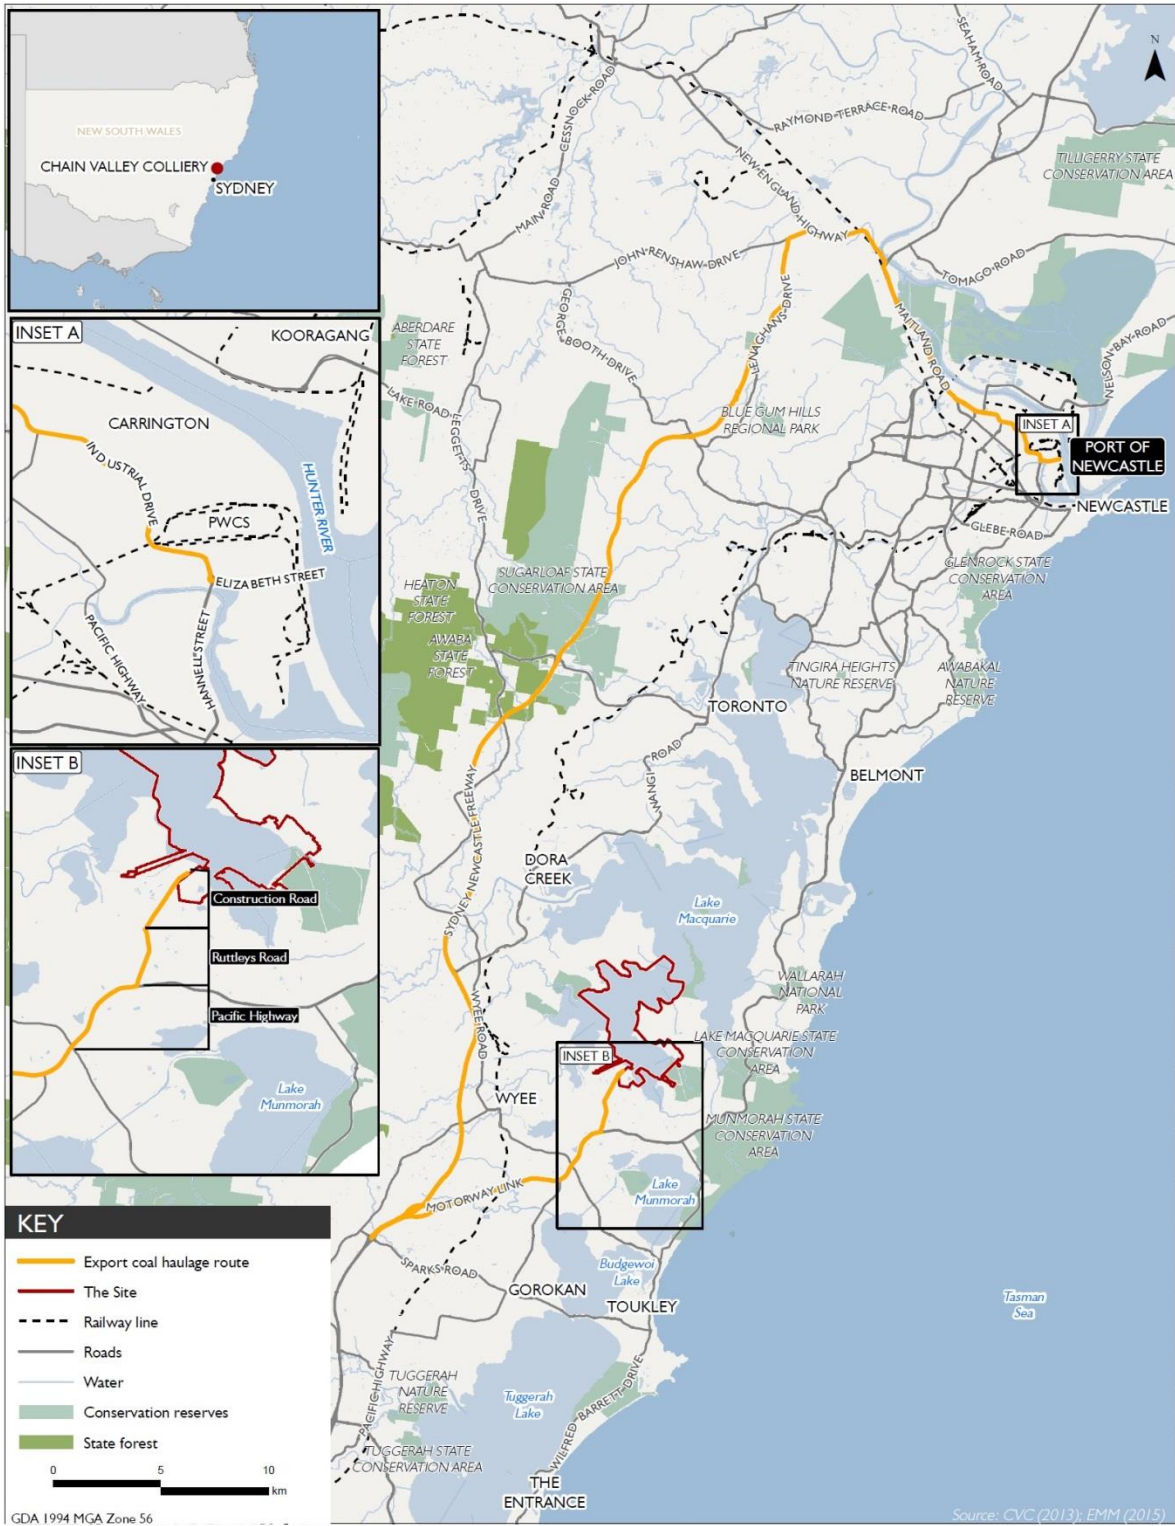 NEW SOUTH WALES
CHAIN VALLEY COLLIERY
SYDNEY
INSET A
KOORAGANG
CARRINGTON
INDUSTRIAL DRIVE
HUNTER RIVER
PWCS
ELIZABETH STREET
PACIFIC HIGHWAY
HANNELL STREET
INSET B
Construction Road
Ruttleys Road
Pacific Highway
Lake
Munmorah
KEY
Export coal haulage route
The Site
Railway line
Roads
Water
Conservation reserves
State forest
0
5
10
km
GDA 1994 MGA Zone 56
N
SEAHAM ROAD
CESSNOCK ROAD
MAIN ROAD
RAYMOND TERRACE ROAD
NEW ENGLAND HIGHWAY
TILLIGERRY STATE
CONSERVATION AREA
JOHN RENSHAW DRIVE
TOMAGO ROAD
LENAGHANS DRIVE
MAITLAND ROAD
NELSON BAY ROAD
GEORGE BOOTH DRIVE
ABERDARE
STATE
FOREST
LAKE ROAD
LEGGETTS
DRIVE
BLUE GUM HILLS
REGIONAL PARK
INSET A
PORT OF
NEWCASTLE
NEWCASTLE
GLEBE ROAD
GLENROCK STATE
CONSERVATION
AREA
SUGARLOAF STATE
CONSERVATION AREA
HEATON
STATE
FOREST
AWABA
STATE
FOREST
TINGIRA HEIGHTS
NATURE RESERVE
AWABAKAL
NATURE
RESERVE
TORONTO
WANGI
ROAD
BELMONT
SYDNEY NEWCASTLE FREEWAY
DORA
CREEK
Lake
Macquarie
WALLARAH
NATIONAL
PARK
WYEE ROAD
LAKE MACQUARIE STATE
CONSERVATION
AREA
INSET B
WYEE
MUNMORAH STATE
CONSERVATION
AREA
MOTORWAY LINK
Lake
Munmorah
SPARKS ROAD
Budgewoi
Lake
GOROKAN
TOUKLEY
Tasman
Sea
PACIFIC HIGHWAY
TUGGERAH
NATURE
RESERVE
Tuggerah
Lake
WILFRED BARRETT DRIVE
TUGGERAH STATE
CONSERVATION AREA
THE
ENTRANCE
Source: CVC (2013); EMM (2015)